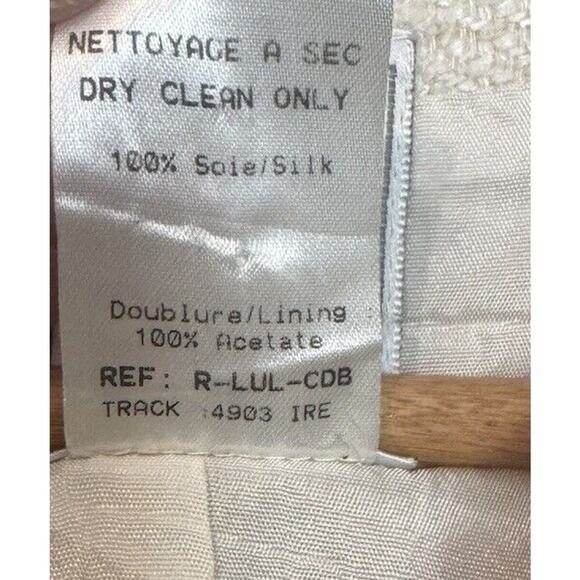 NETTOYAGE A SEC
DRY CLEAN ONLY
100% Soie/Silk
Doublure/Lining :
100% Acetate
REF: R-LUL-CDB
TRACK :4903 IRE